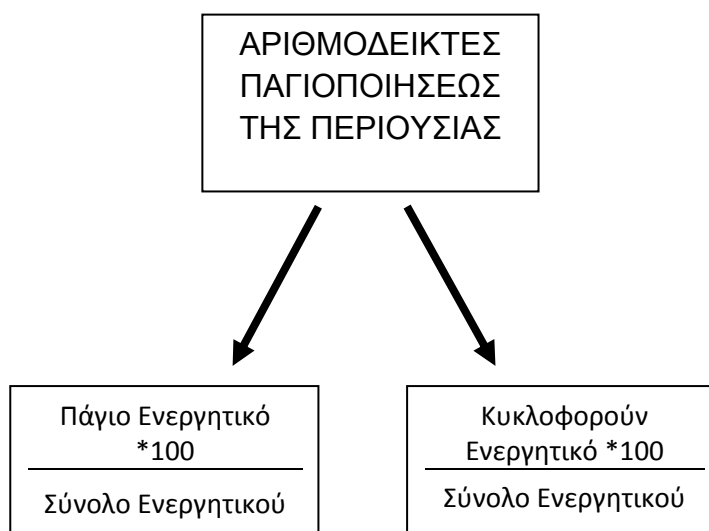 ΑΡΙΘΜΟΔΕΙΚΤΕΣ
ΠΑΓΙΟΠΟΙΗΣΕΩΣ
ΤΗΣ ΠΕΡΙΟΥΣΙΑΣ
Πάγιο Ενεργητικό
*100
Σύνολο Ενεργητικού
Κυκλοφορούν
Ενεργητικό *100
Σύνολο Ενεργητικού